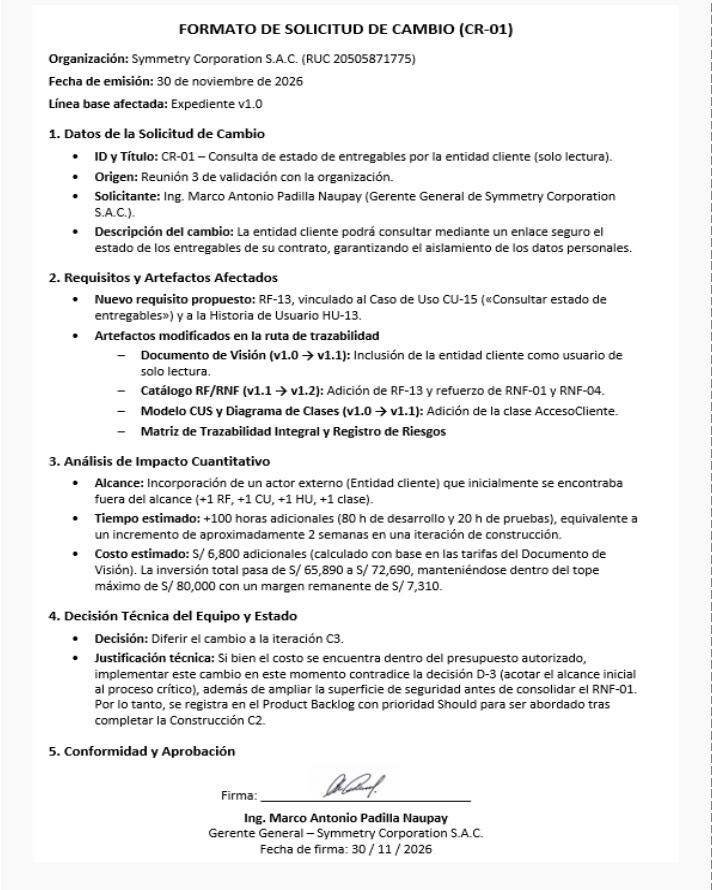 FORMATO DE SOLICITUD DE CAMBIO (CR-01)
Organización: Symmetry Corporation S.A.C. (RUC 20505871775)
Fecha de emisión: 30 de noviembre de 2026
Línea base afectada: Expediente v1.0
1. Datos de la Solicitud de Cambio
• ID y Título: CR-01 – Consulta de estado de entregables por la entidad cliente (solo lectura).
• Origen: Reunión 3 de validación con la organización.
• Solicitante: Ing. Marco Antonio Padilla Naupay (Gerente General de Symmetry Corporation
S.A.C.).
• Descripción del cambio: La entidad cliente podrá consultar mediante un enlace seguro el
estado de los entregables de su contrato, garantizando el aislamiento de los datos personales.
2. Requisitos y Artefactos Afectados
• Nuevo requisito propuesto: RF-13, vinculado al Caso de Uso CU-15 («Consultar estado de
entregables») y a la Historia de Usuario HU-13.
• Artefactos modificados en la ruta de trazabilidad
– Documento de Visión (v1.0 → v1.1): Inclusión de la entidad cliente como usuario de
solo lectura.
– Catálogo RF/RNF (v1.1 → v1.2): Adición de RF-13 y refuerzo de RNF-01 y RNF-04.
– Modelo CUS y Diagrama de Clases (v1.0 → v1.1): Adición de la clase AccesoCliente.
– Matriz de Trazabilidad Integral y Registro de Riesgos
3. Análisis de Impacto Cuantitativo
• Alcance: Incorporación de un actor externo (Entidad cliente) que inicialmente se encontraba
fuera del alcance (+1 RF, +1 CU, +1 HU, +1 clase).
• Tiempo estimado: +100 horas adicionales (80 h de desarrollo y 20 h de pruebas), equivalente a
un incremento de aproximadamente 2 semanas en una iteración de construcción.
• Costo estimado: S/ 6,800 adicionales (calculado con base en las tarifas del Documento de
Visión). La inversión total pasa de S/ 65,890 a S/ 72,690, manteniéndose dentro del tope
máximo de S/ 80,000 con un margen remanente de S/ 7,310.
4. Decisión Técnica del Equipo y Estado
• Decisión: Diferir el cambio a la iteración C3.
• Justificación técnica: Si bien el costo se encuentra dentro del presupuesto autorizado,
implementar este cambio en este momento contradice la decisión D-3 (acotar el alcance inicial
al proceso crítico), además de ampliar la superficie de seguridad antes de consolidar el RNF-01.
Por lo tanto, se registra en el Product Backlog con prioridad Should para ser abordado tras
completar la Construcción C2.
5. Conformidad y Aprobación
Firma:
Ing. Marco Antonio Padilla Naupay
Gerente General – Symmetry Corporation S.A.C.
Fecha de firma: 30 / 11 / 2026